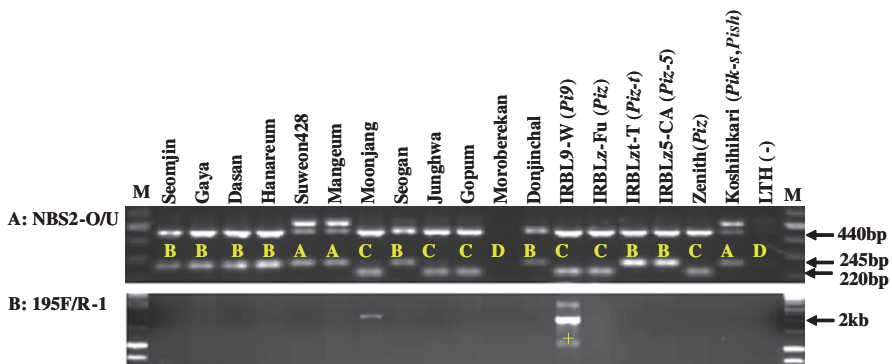 M
Seomjin
Gaya
Dasan
Hanareum
Suweon428
Mangeum
Moonjang
Seogan
Junghwa
Gopum
Moroberekan
Donjinchal
IRBL9-W (Pi9)
IRBLz-Fu (Piz)
IRBLzt-T (Piz-t)
IRBLz5-CA (Piz-5)
Zenith(Piz)
Koshihikari (Pik-s,Pish)
LTH (-)
M
A: NBS2-O/U
B B B B A A C B C C D B C C B B C A D
440bp
245bp
220bp
B: 195F/R-1
+
2kb